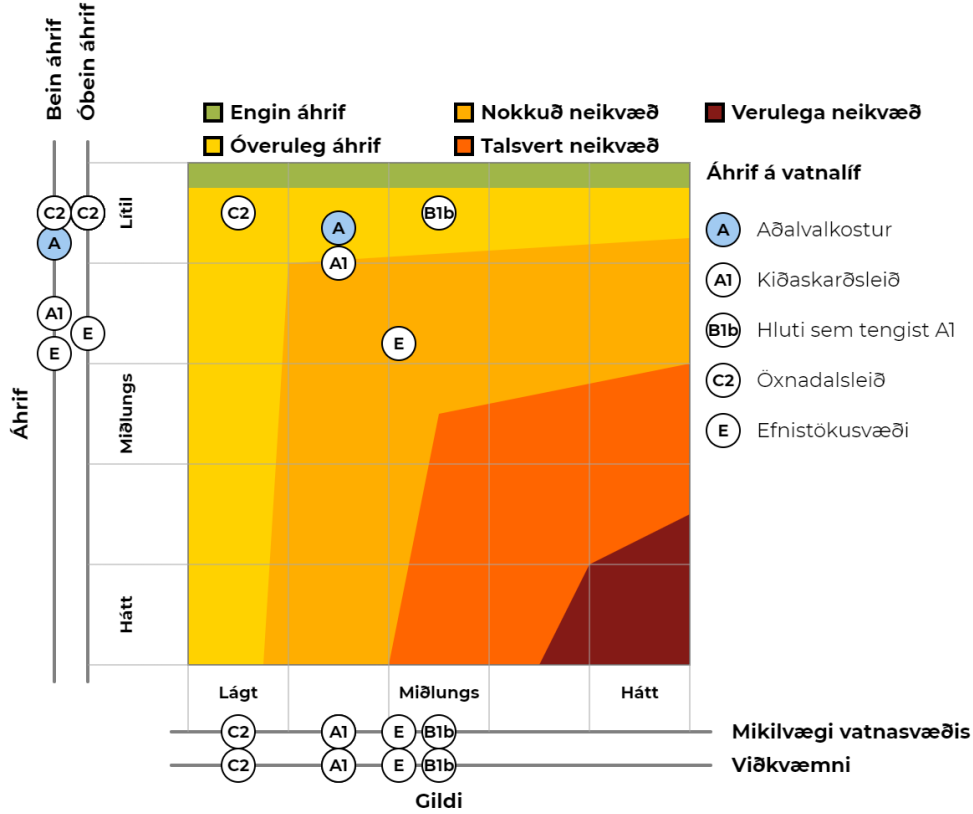 Bein áhrif
Óbein áhrif
Engin áhrif
Nokkuð neikvæð
Verulega neikvæð
Óveruleg áhrif
Talsvert neikvæð
Áhrif á vatnalíf
A Aðalvalkostur
A1 Kiðaskarðsleið
B1b Hluti sem tengist A1
C2 Öxnadalsleið
E Efnistökusvæði
C2 C2
A
A1
E
E
Áhrif
Lítil
Miðlungs
Hátt
C2 A B1b
A1
E
Lágt Miðlungs Hátt
C2 A1 E B1b Mikilvægi vatnasvæðis
C2 A1 E B1b Viðkvæmni
Gildi